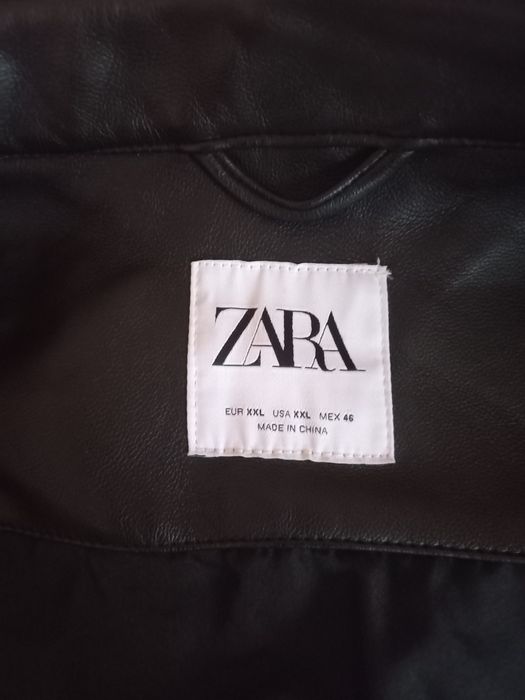 ZARA
EUR XXL USA XXL MEX 46
MADE IN CHINA